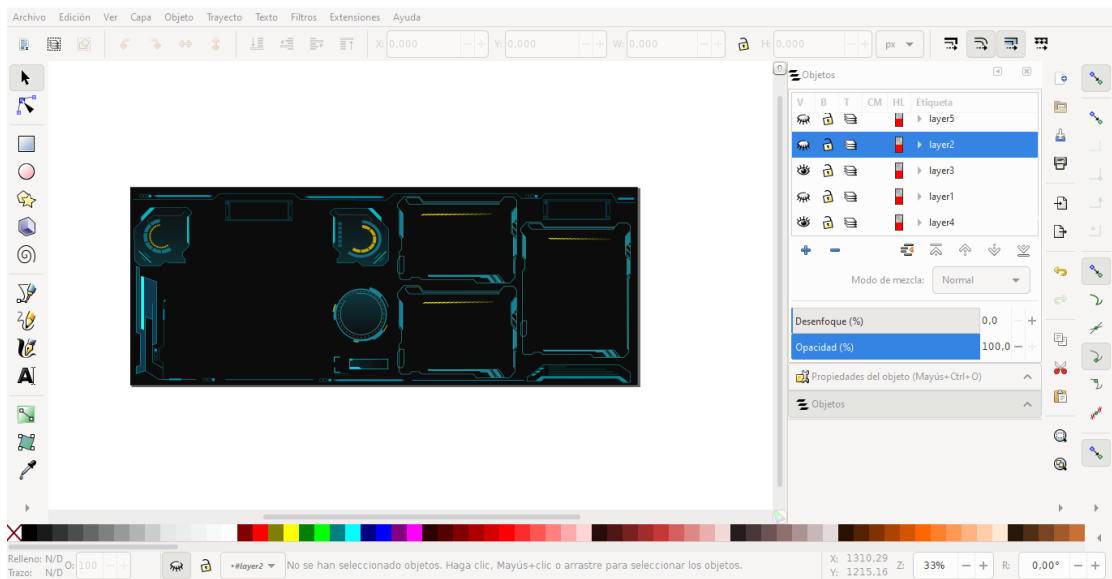 Archivo Edición Ver Capa Objeto Trayecto Texto Filtros Extensiones Ayuda
X: 0,000 Y: 0,000 W: 0,000 H: 0,000 px
Objetos
V B T CM HL Etiqueta
layer5
layer2
layer3
layer1
layer4
Modo de mezcla: Normal
Desenfoque (%) 0,0
Opacidad (%) 100,0
Propiedades del objeto (Mayús+Ctrl+O)
Objetos
Relleno: N/D O: 100
Trazo: N/D
•#layer2 No se han seleccionado objetos. Haga clic, Mayús+clic o arrastre para seleccionar los objetos.
X: 1310,29
Y: 1215,16
Z: 33% R: 0,00°